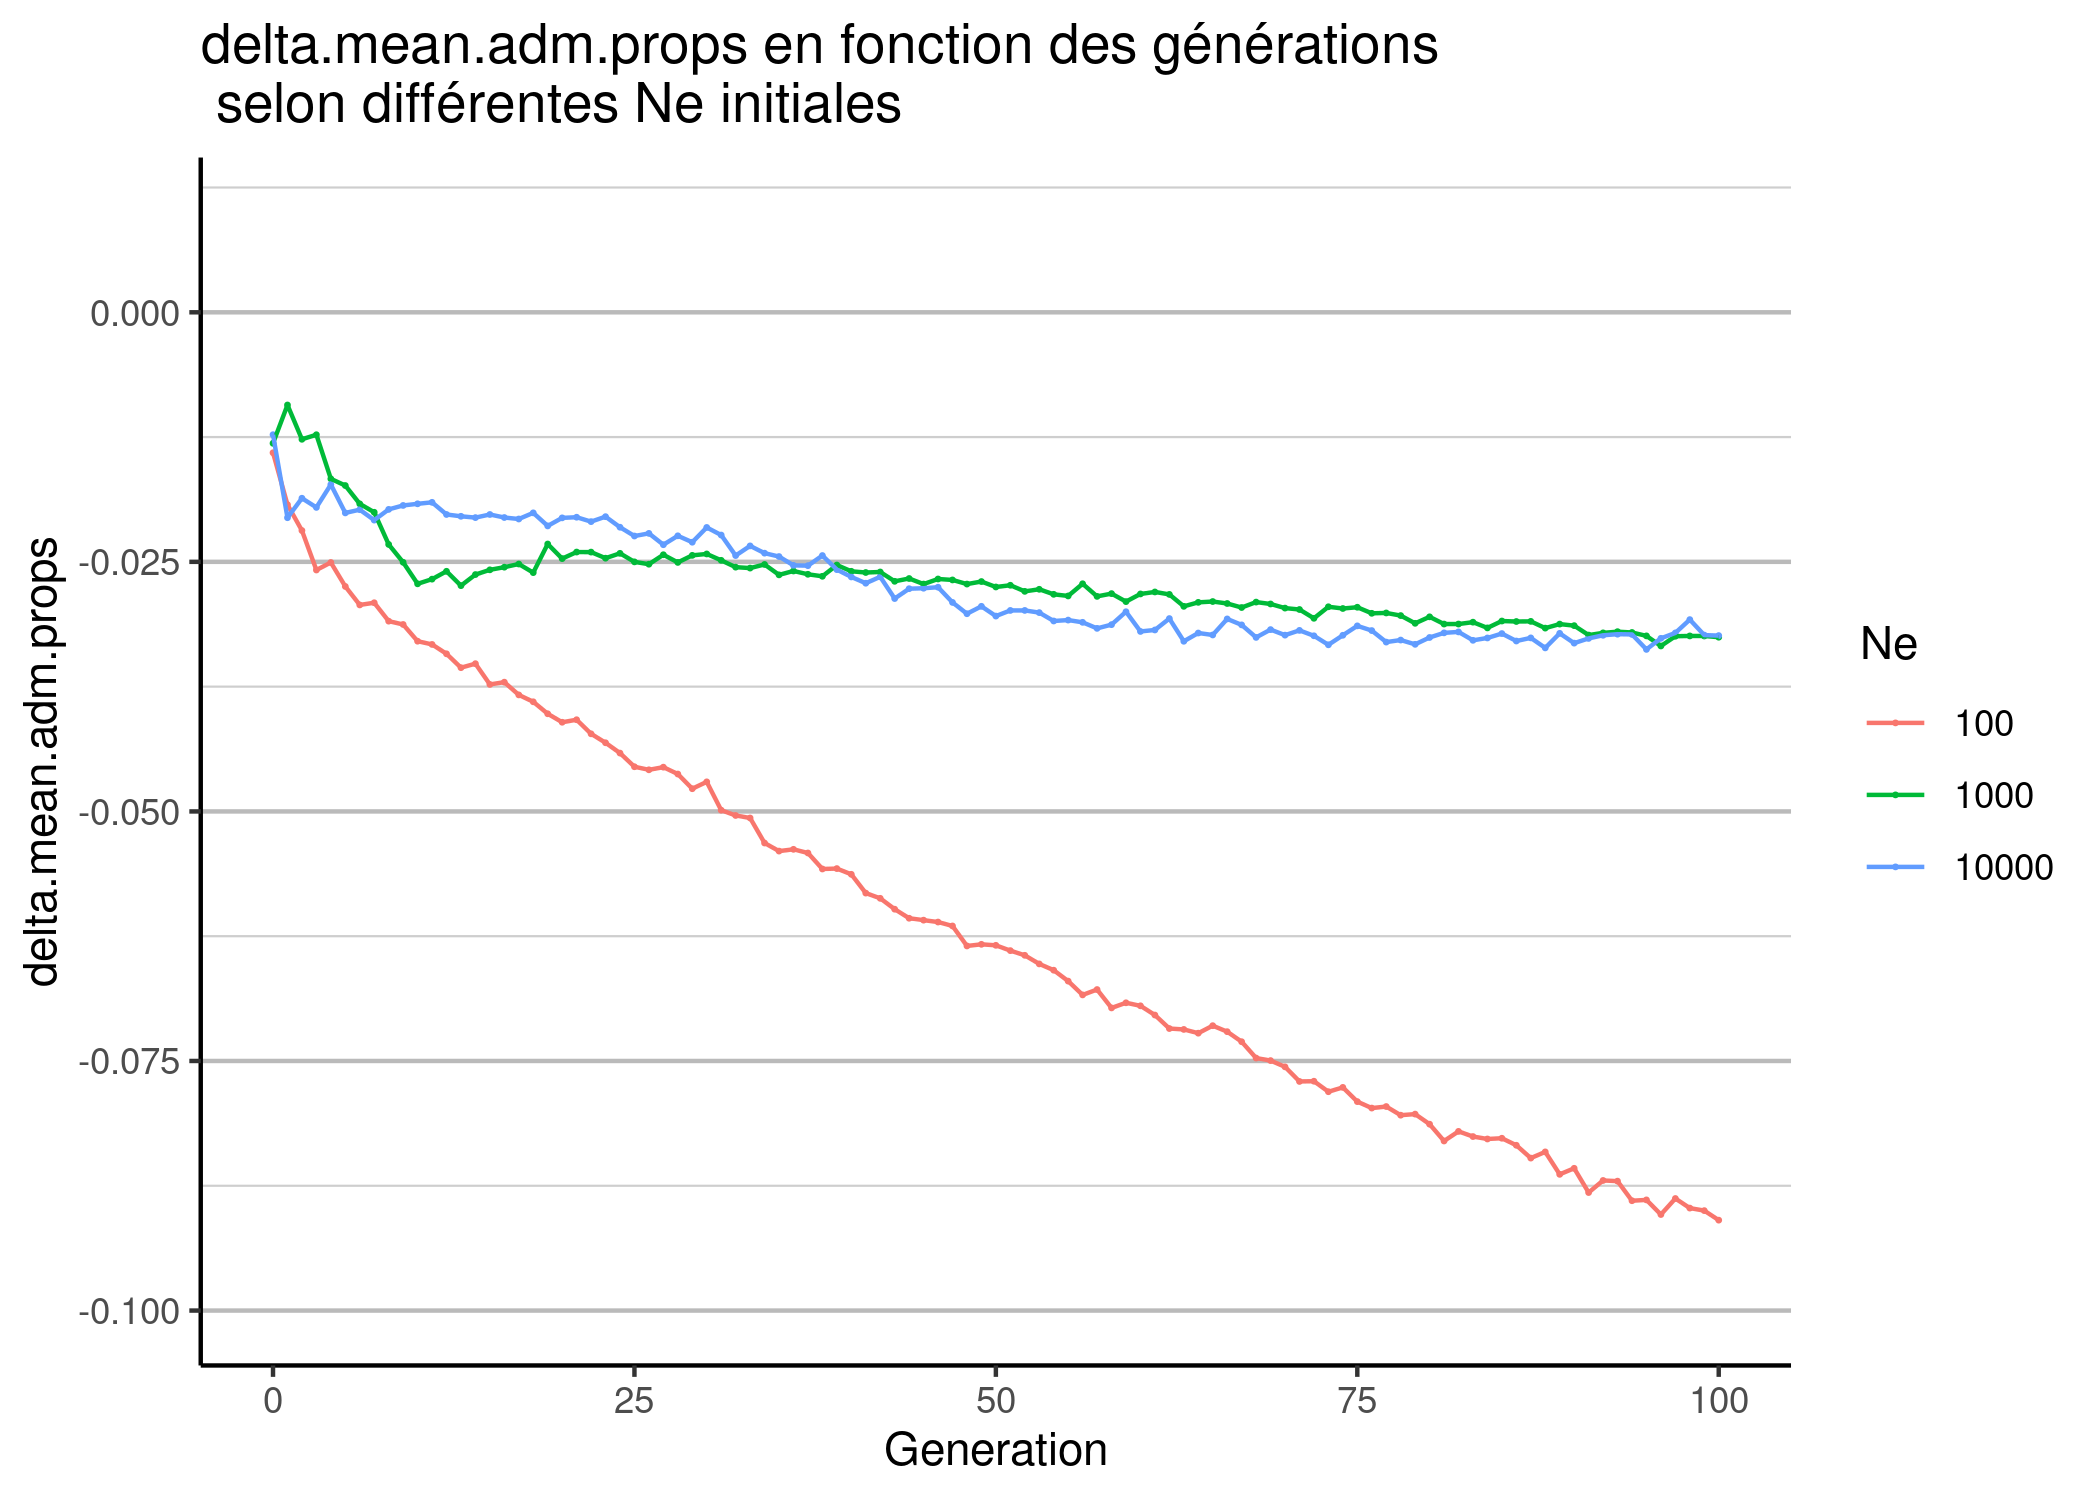 delta.mean.adm.props en fonction des générations
selon différentes Ne initiales
delta.mean.adm.props
0.000
-0.025
-0.050
-0.075
-0.100
0
25
50
75
100
Generation
Ne
100
1000
10000